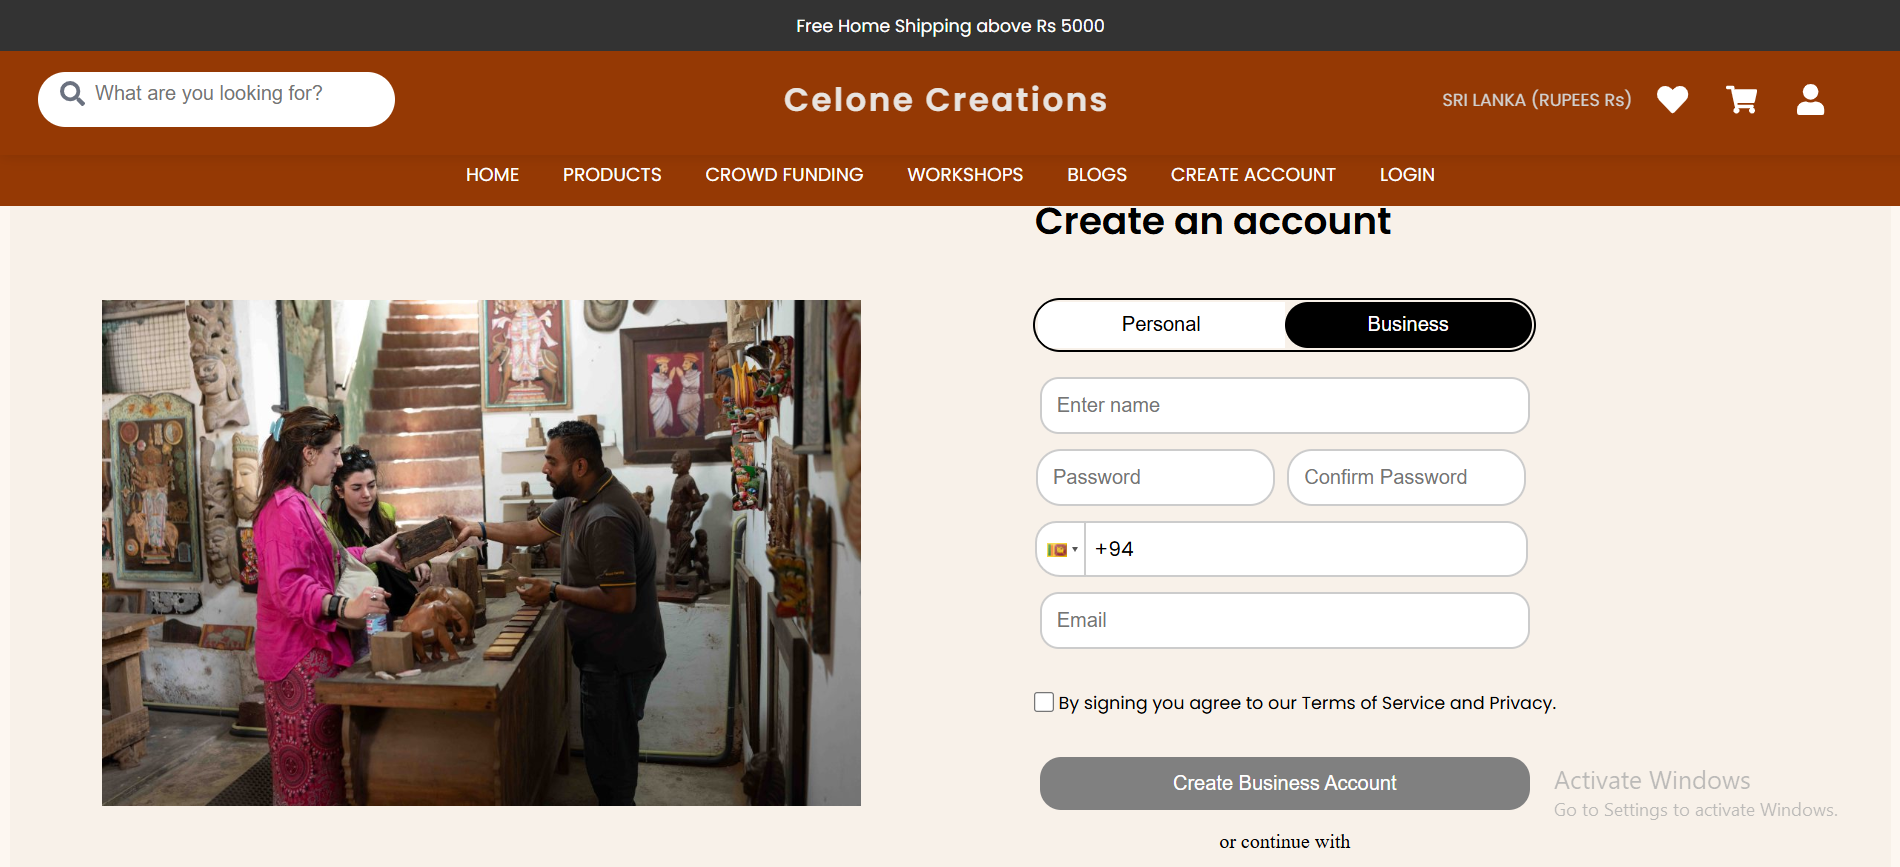 Free Home Shipping above Rs 5000
What are you looking for?
Celone Creations
SRI LANKA (RUPEES Rs)
HOME PRODUCTS CROWD FUNDING WORKSHOPS BLOGS CREATE ACCOUNT LOGIN
Create an account
Personal Business
Enter name
Password Confirm Password
+94
Email
By signing you agree to our Terms of Service and Privacy.
Create Business Account
Activate Windows
Go to Settings to activate Windows.
or continue with